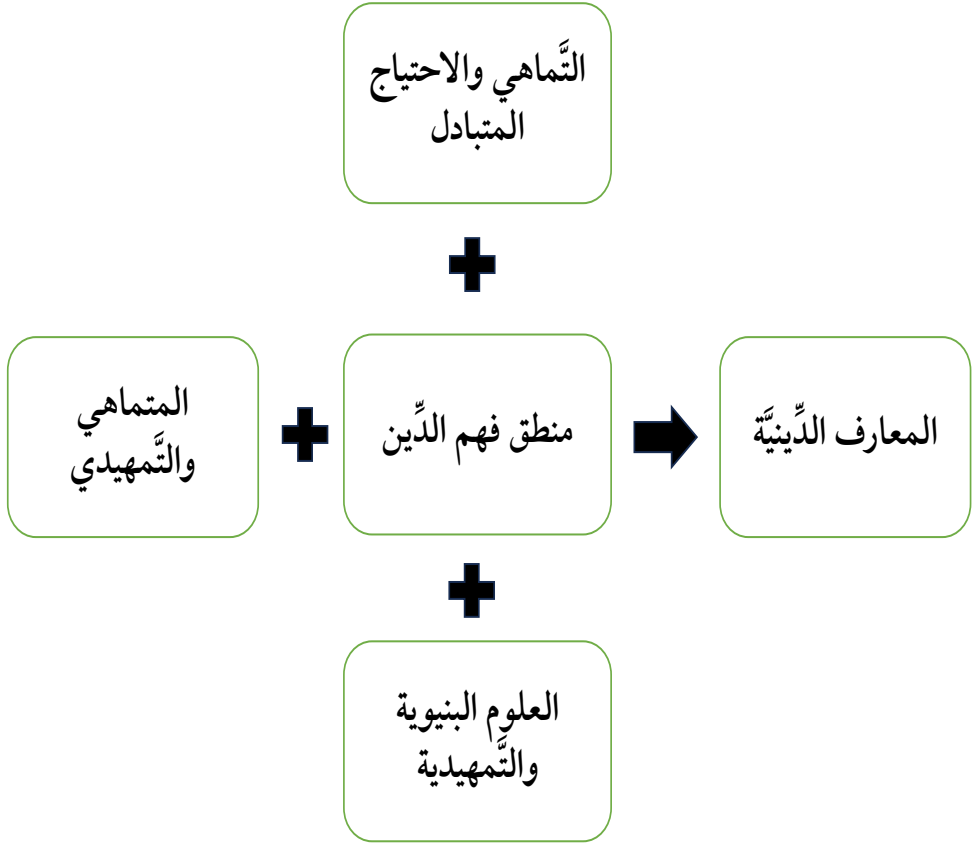 التَّماهي والاحتياج
المتبادل
المعارف الدِّينيَّة
منطق فهم الدِّين
المتماهي
والتَّمهيدي
العلوم البنيوية
والتَّمهيدية